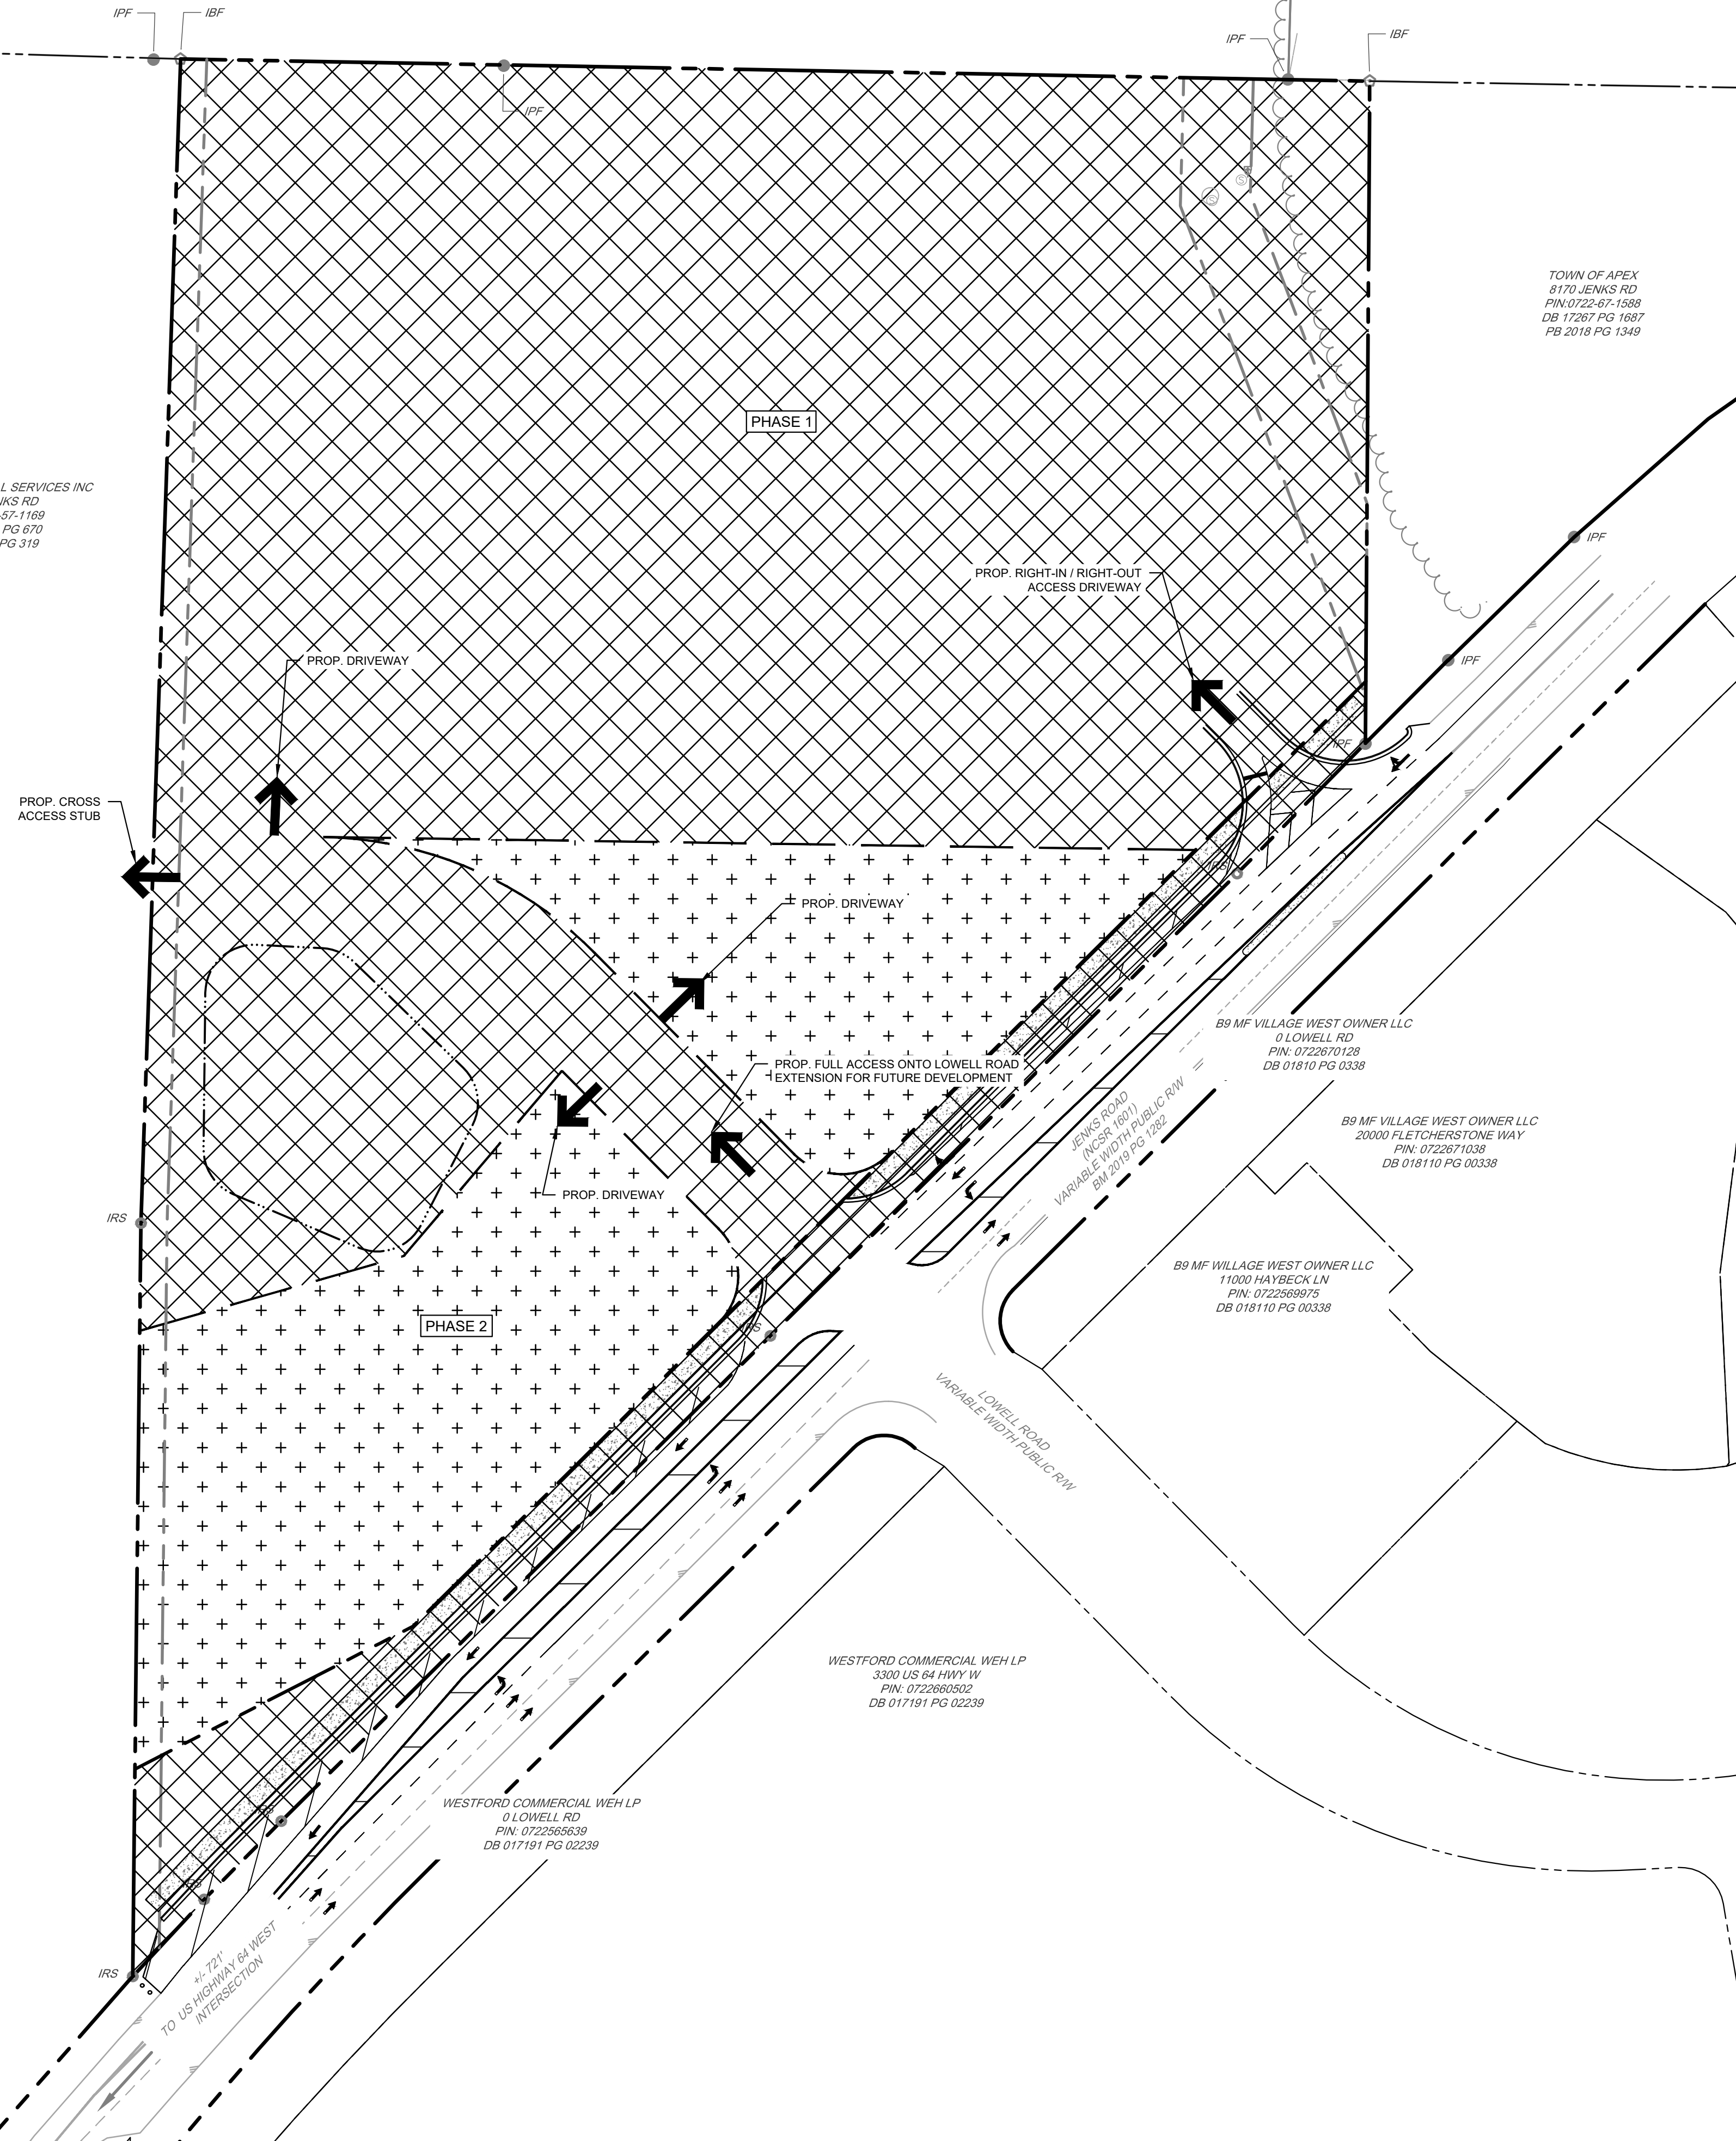 IPF
IBF
IPF
IBF
IPF
TOWN OF APEX
8170 JENKS RD
PIN:0722-67-1588
DB 17267 PG 1687
PB 2018 PG 1349
PHASE 1
L SERVICES INC
NKS RD
-57-1169
PG 670
PG 319
IPF
PROP. RIGHT-IN / RIGHT-OUT
ACCESS DRIVEWAY
PROP. DRIVEWAY
IPF
IPF
PROP. CROSS
ACCESS STUB
IRS
PROP. DRIVEWAY
B9 MF VILLAGE WEST OWNER LLC
0 LOWELL RD
PIN: 0722670128
DB 01810 PG 0338
PROP. FULL ACCESS ONTO LOWELL ROAD
EXTENSION FOR FUTURE DEVELOPMENT
JENKS ROAD
(NCSR 1601)
VARIABLE WIDTH PUBLIC R/W
BM 2019 PG 1282
B9 MF VILLAGE WEST OWNER LLC
20000 FLETCHERSTONE WAY
PIN: 0722671038
DB 018110 PG 00338
PROP. DRIVEWAY
IRS
B9 MF WILLAGE WEST OWNER LLC
11000 HAYBECK LN
PIN: 0722569975
DB 018110 PG 00338
PHASE 2
IRS
LOWELL ROAD
VARIABLE WIDTH PUBLIC R/W
WESTFORD COMMERCIAL WEH LP
3300 US 64 HWY W
PIN: 0722660502
DB 017191 PG 02239
WESTFORD COMMERCIAL WEH LP
0 LOWELL RD
PIN: 0722565639
DB 017191 PG 02239
IRS
IRS
IRS
+/- 721'
TO US HIGHWAY 64 WEST
INTERSECTION